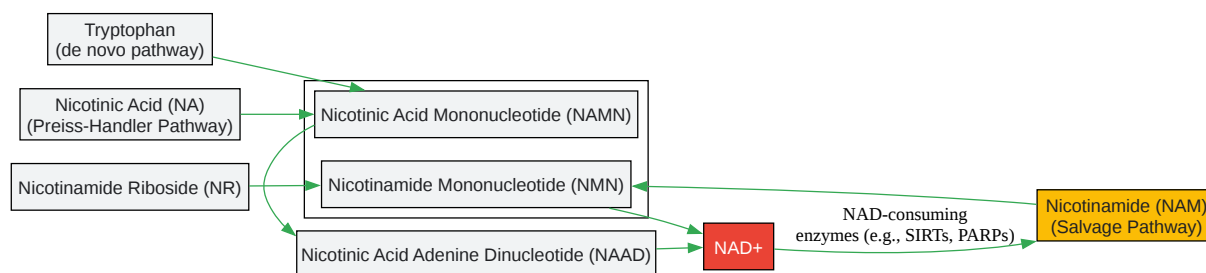 Tryptophan
(de novo pathway)
Nicotinic Acid (NA)
(Preiss-Handler Pathway)
Nicotinic Acid Mononucleotide (NAMN)
Nicotinamide Riboside (NR)
Nicotinamide Mononucleotide (NMN)
Nicotinic Acid Adenine Dinucleotide (NAAD)
NAD+
NAD-consuming
enzymes (e.g., SIRTs, PARPs)
Nicotinamide (NAM)
(Salvage Pathway)